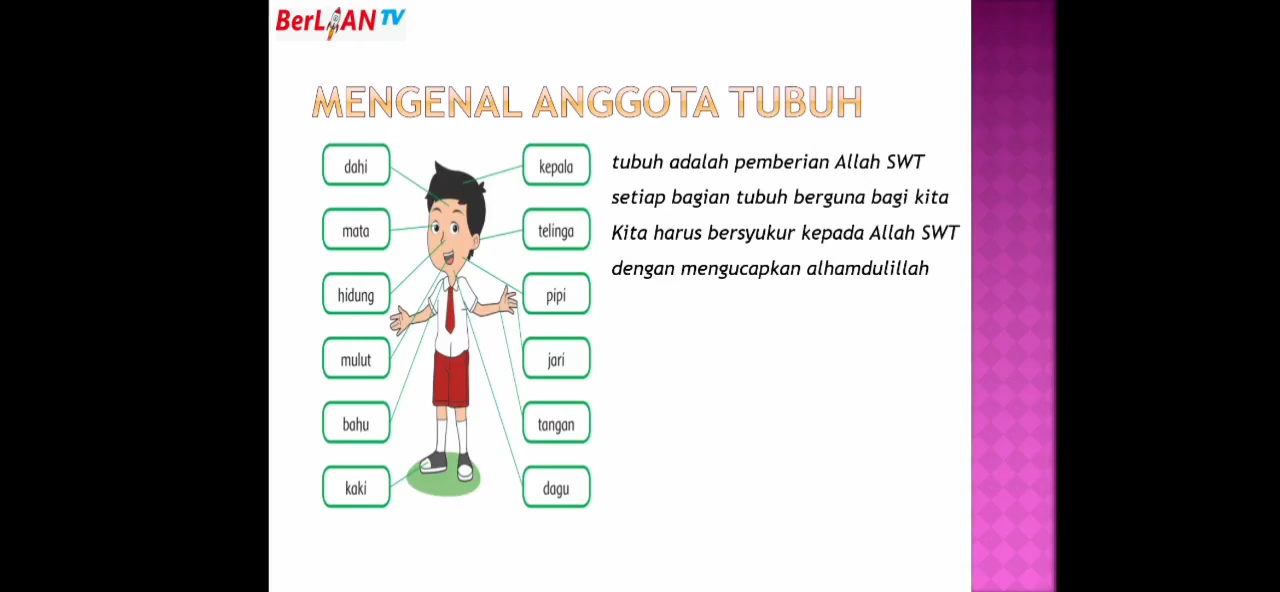 BerLIAN TV
MENGENAL ANGGOTA TUBUH
dahi
kepala
mata
telinga
hidung
pipi
mulut
jari
bahu
tangan
kaki
dagu
tubuh adalah pemberian Allah SWT
setiap bagian tubuh berguna bagi kita
Kita harus bersyukur kepada Allah SWT
dengan mengucapkan alhamdulillah